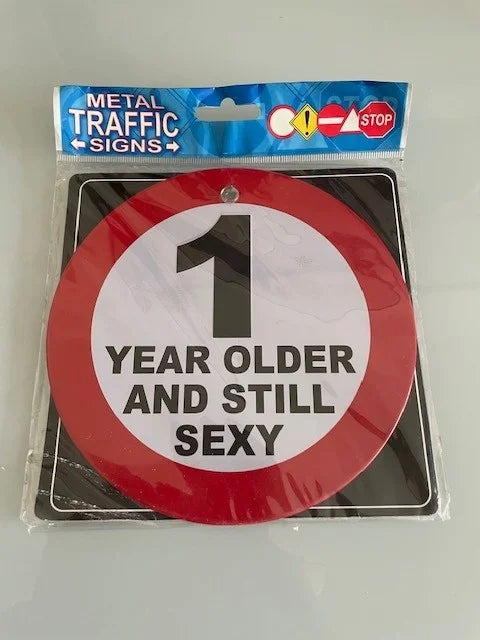 METAL
TRAFFIC
SIGNS
STOP
1
YEAR OLDER
AND STILL
SEXY